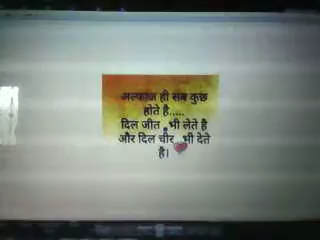 अल्फाज ही सब कुछ
होते है.....
दिल जीत भी लेते है
और दिल चीर भी देते
है।